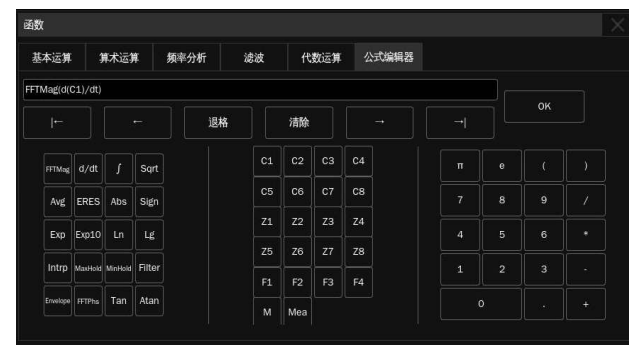 函数
基本运算 算术运算 频率分析 滤波 代数运算 公式编辑器
FFTMag(d(C1)/dt)
|← ← 退格 清除 → →| OK
FFTMag d/dt ∫ Sqrt C1 C2 C3 C4 π e ( )
Avg ERES Abs Sign C5 C6 C7 C8 7 8 9 /
Exp Exp10 Ln Lg Z1 Z2 Z3 Z4 4 5 6 *
Intrp MaxHold MinHold Filter Z5 Z6 Z7 Z8 1 2 3 -
Envelope FFTPhs Tan Atan F1 F2 F3 F4 0 . +
M Mea